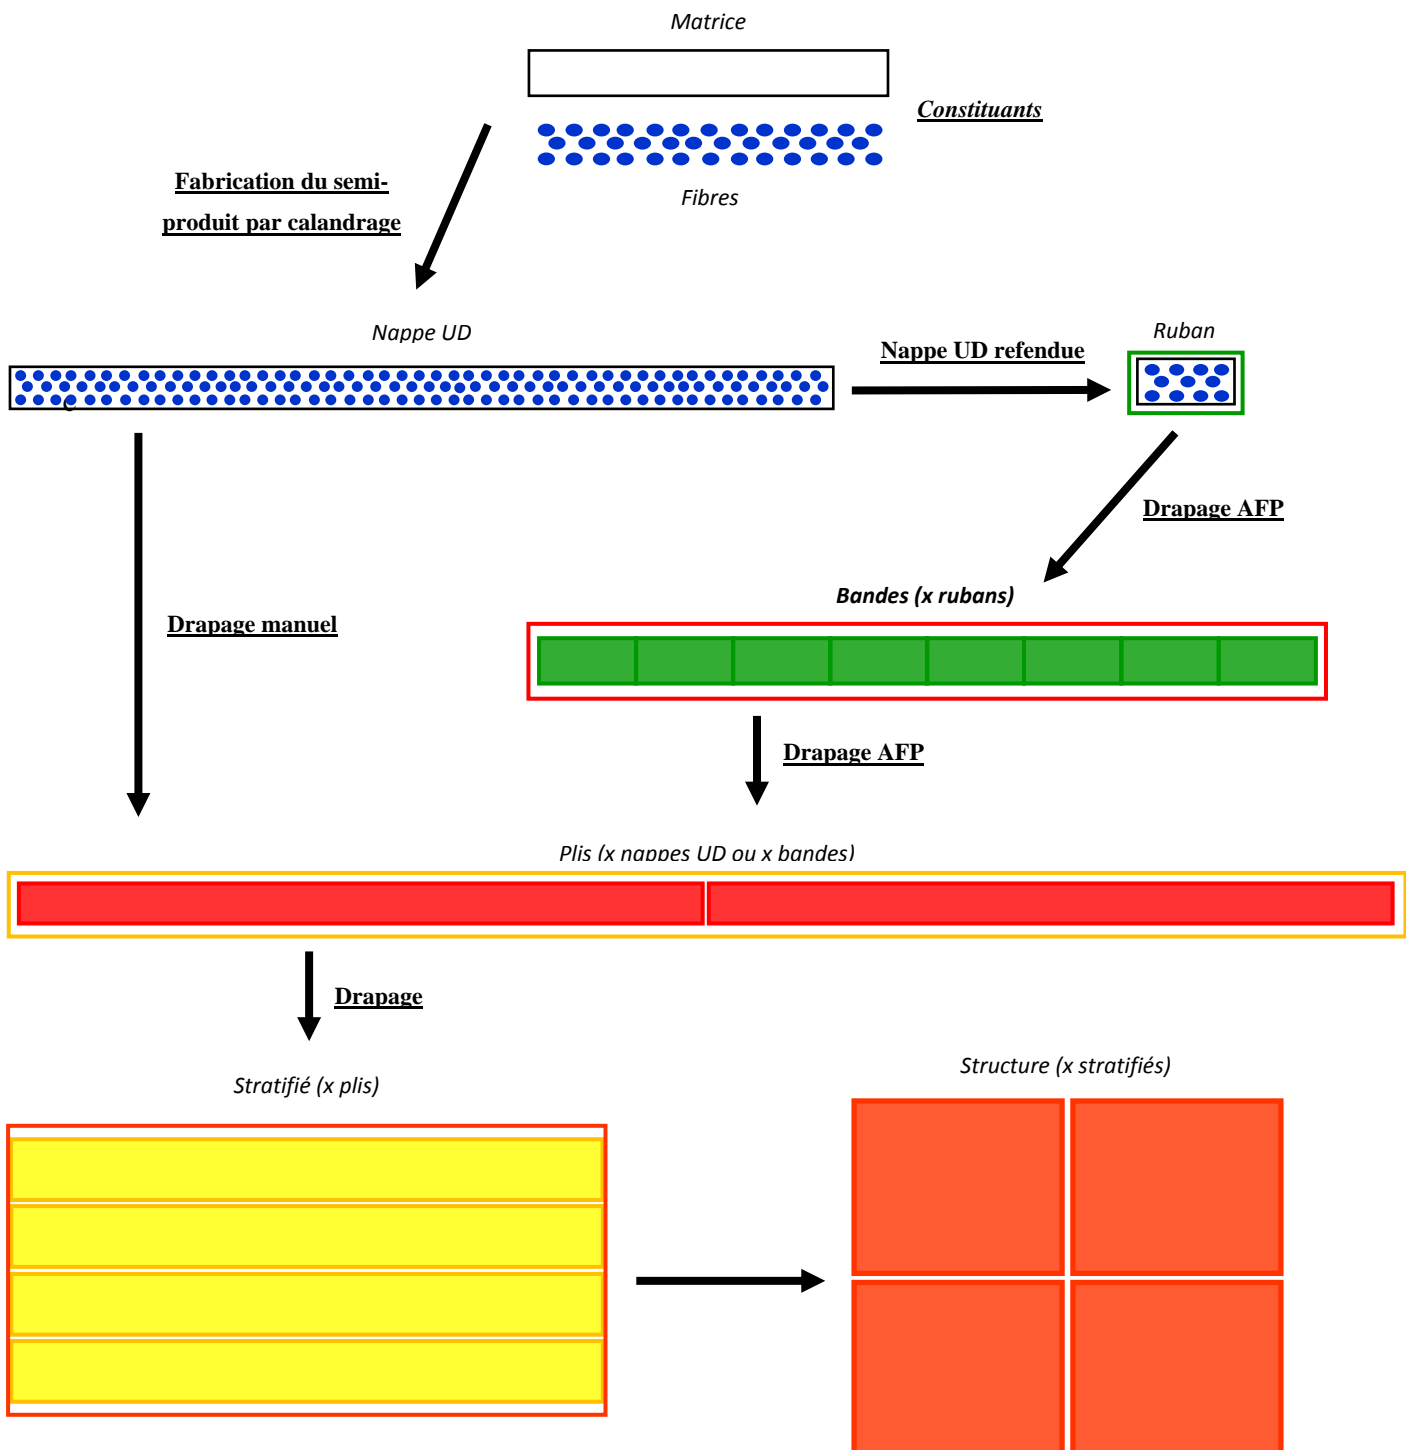 Matrice
Constituants
Fabrication du semi-
produit par calandrage
Fibres
Nappe UD
Nappe UD refendue
Ruban
Drapage AFP
Bandes (x rubans)
Drapage manuel
Drapage AFP
Plis (x nappes UD ou x bandes)
Drapage
Stratifié (x plis)
Structure (x stratifiés)